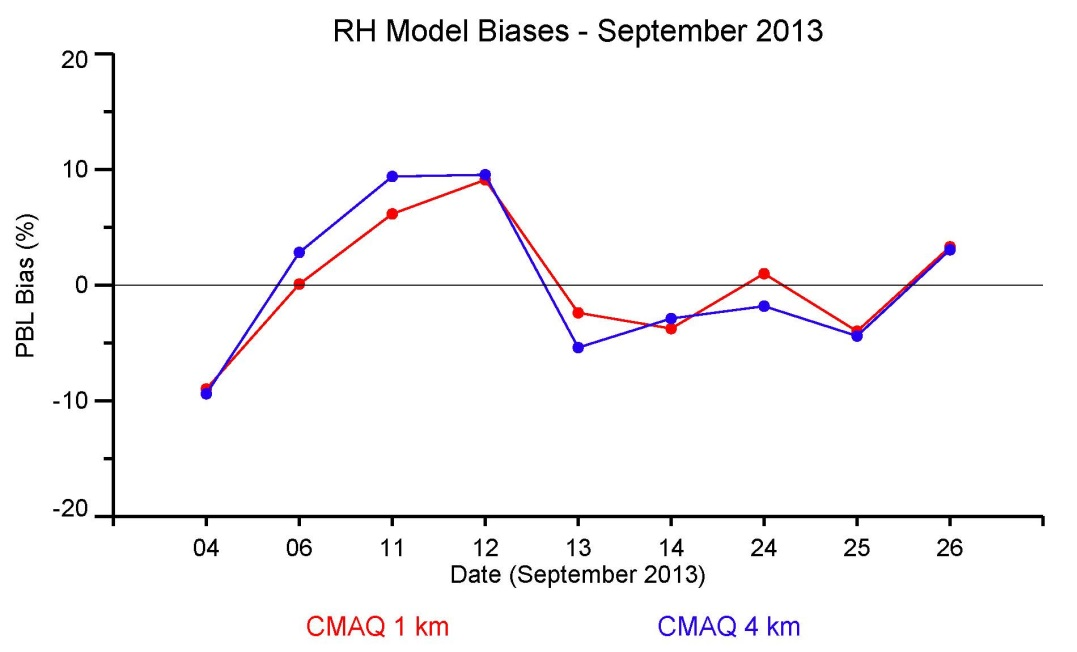 RH Model Biases - September 2013
20
10
0
-10
-20
PBL Bias (%)
04 06 11 12 13 14 24 25 26
Date (September 2013)
CMAQ 1 km CMAQ 4 km